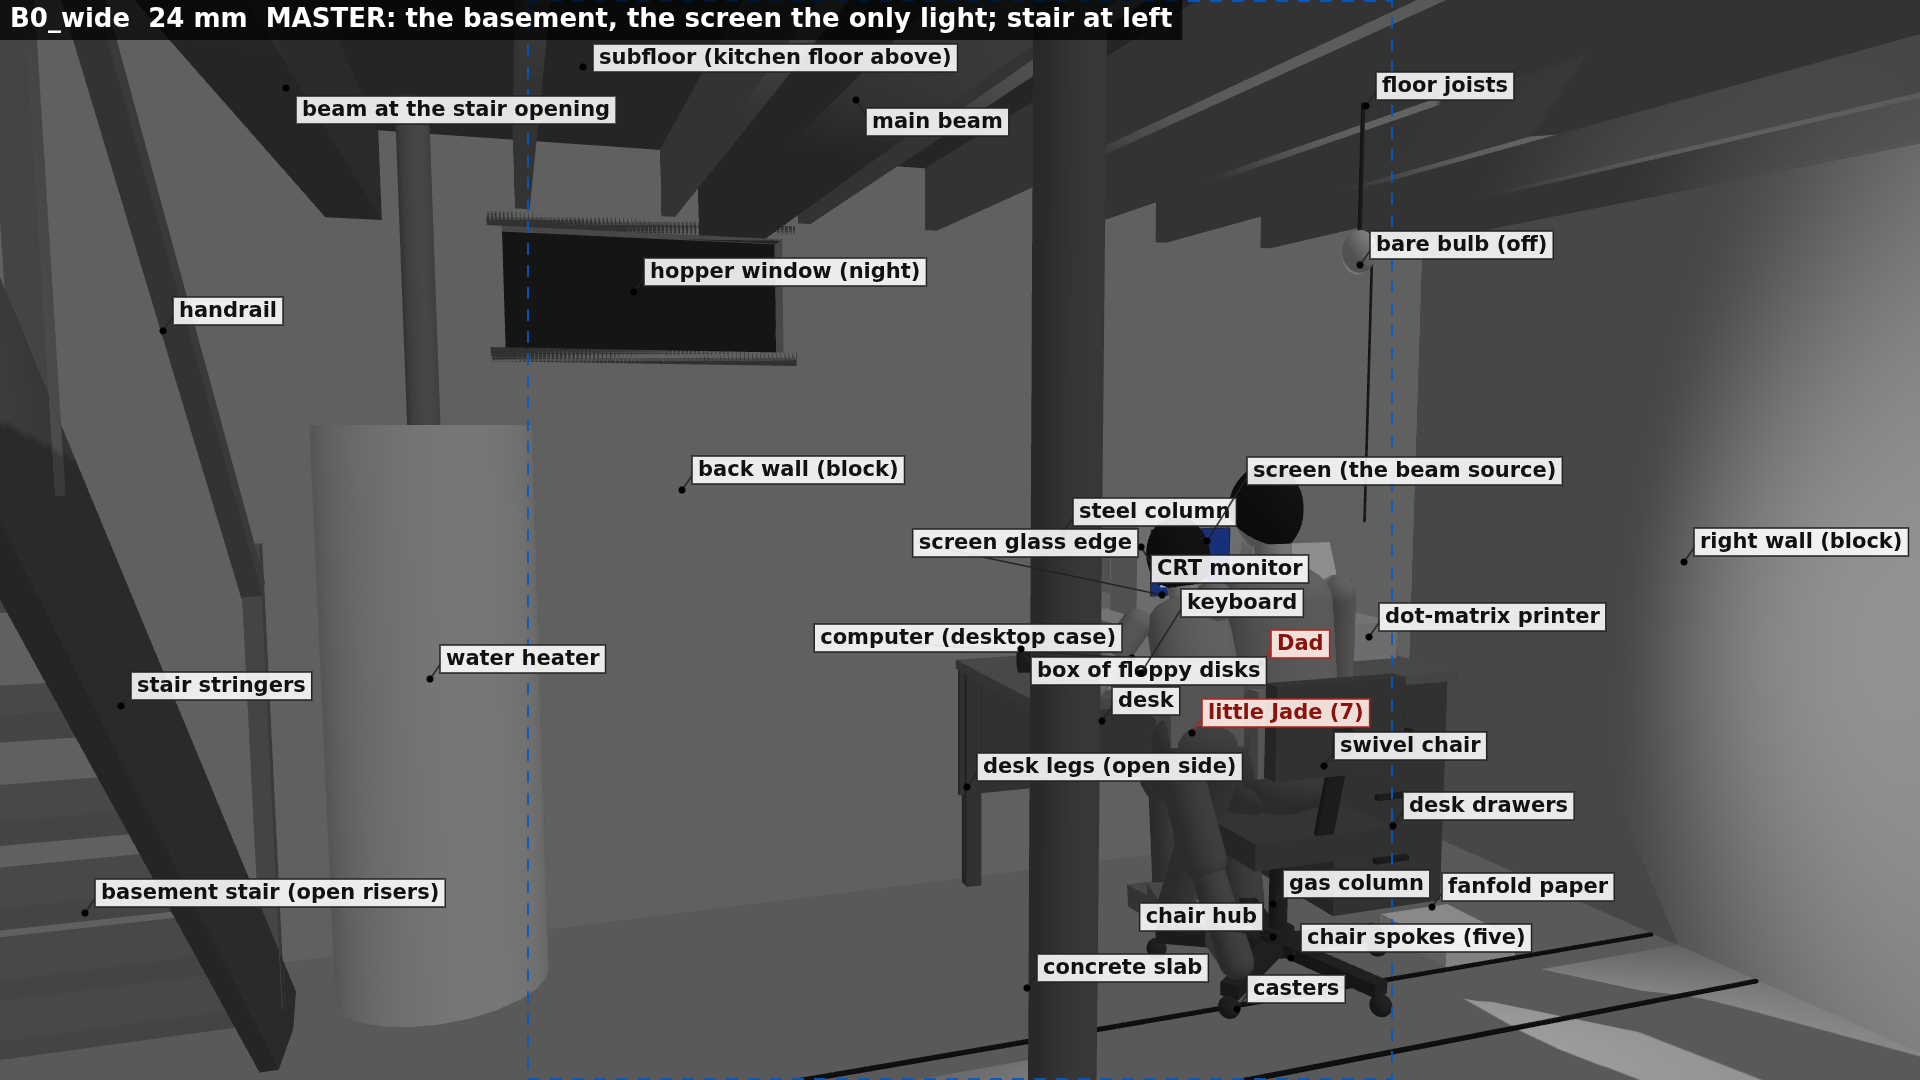 B0_wide 24 mm MASTER: the basement, the screen the only light; stair at left
subfloor (kitchen floor above)
floor joists
beam at the stair opening
main beam
bare bulb (off)
hopper window (night)
handrail
back wall (block)
screen (the beam source)
steel column
screen glass edge
right wall (block)
CRT monitor
keyboard
dot-matrix printer
computer (desktop case)
Dad
water heater
box of floppy disks
stair stringers
desk
little Jade (7)
swivel chair
desk legs (open side)
desk drawers
gas column
fanfold paper
basement stair (open risers)
chair hub
chair spokes (five)
concrete slab
casters